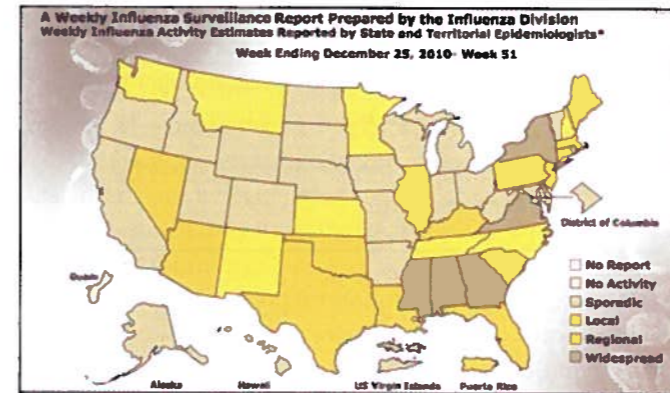 A Weekly Influenza Surveillance Report Prepared by the Influenza Division
Weekly Influenza Activity Estimates Reported by State and Territorial Epidemiologists*
Week Ending December 25, 2010- Week 51
District of Columbia
Guam
No Report
No Activity
Sporadic
Local
Regional
Widespread
Alaska
Hawaii
US Virgin Islands
Puerto Rico